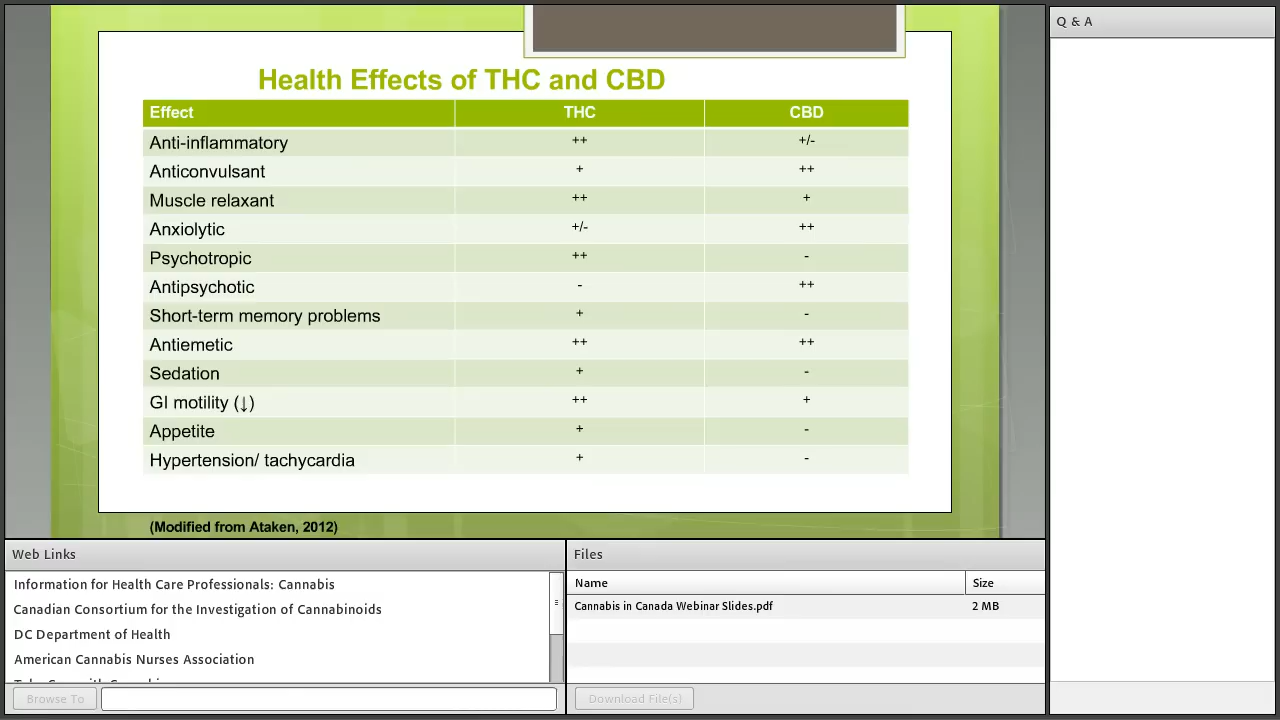 Health Effects of THC and CBD
Effect THC CBD
Anti-inflammatory ++ +/-
Anticonvulsant + ++
Muscle relaxant ++ +
Anxiolytic +/- ++
Psychotropic ++ -
Antipsychotic - ++
Short-term memory problems + -
Antiemetic ++ ++
Sedation + -
GI motility (↓) ++ +
Appetite + -
Hypertension/ tachycardia + -
(Modified from Ataken, 2012)
Q & A
Web Links
Information for Health Care Professionals: Cannabis
Canadian Consortium for the Investigation of Cannabinoids
DC Department of Health
American Cannabis Nurses Association
Browse To
Files
Name Size
Cannabis in Canada Webinar Slides.pdf 2 MB
Download File(s)